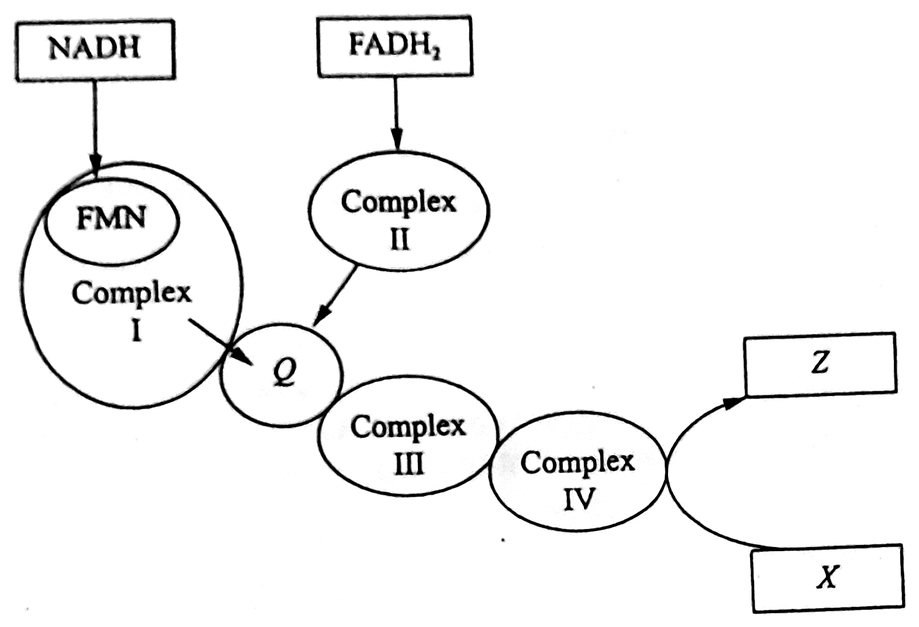 NADH
FADH₂
FMN
Complex
I
Complex
II
Q
Complex
III
Complex
IV
Z
X